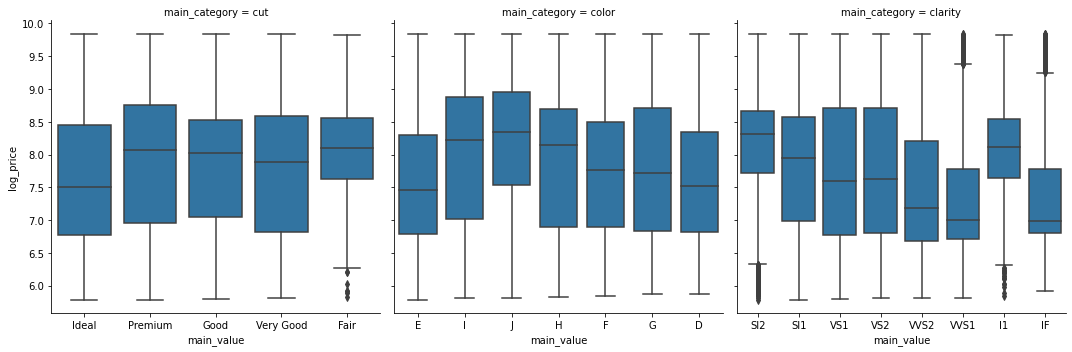 main_category = cut
main_category = color
main_category = clarity
log_price
10.0
9.5
9.0
8.5
8.0
7.5
7.0
6.5
6.0
Ideal Premium Good Very Good Fair
E I J H F G D
SI2 SI1 VS1 VS2 VVS2 VVS1 I1 IF
main_value
main_value
main_value